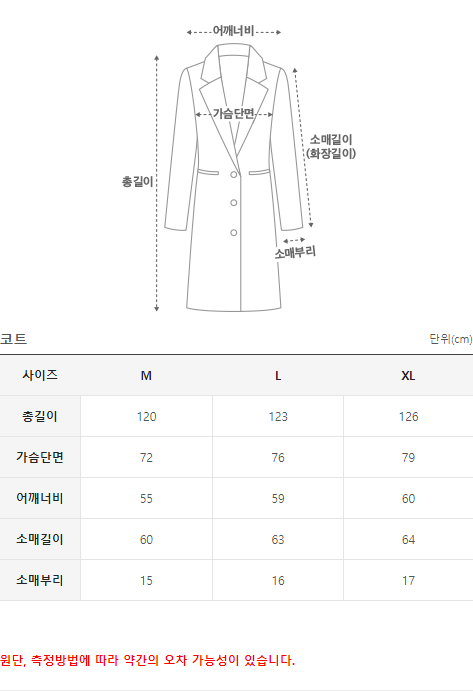 어깨너비
가슴단면
소매길이
(화장길이)
총길이
소매부리
코트 단위(cm)
사이즈 M L XL
총길이 120 123 126
가슴단면 72 76 79
어깨너비 55 59 60
소매길이 60 63 64
소매부리 15 16 17
원단, 측정방법에 따라 약간의 오차 가능성이 있습니다.